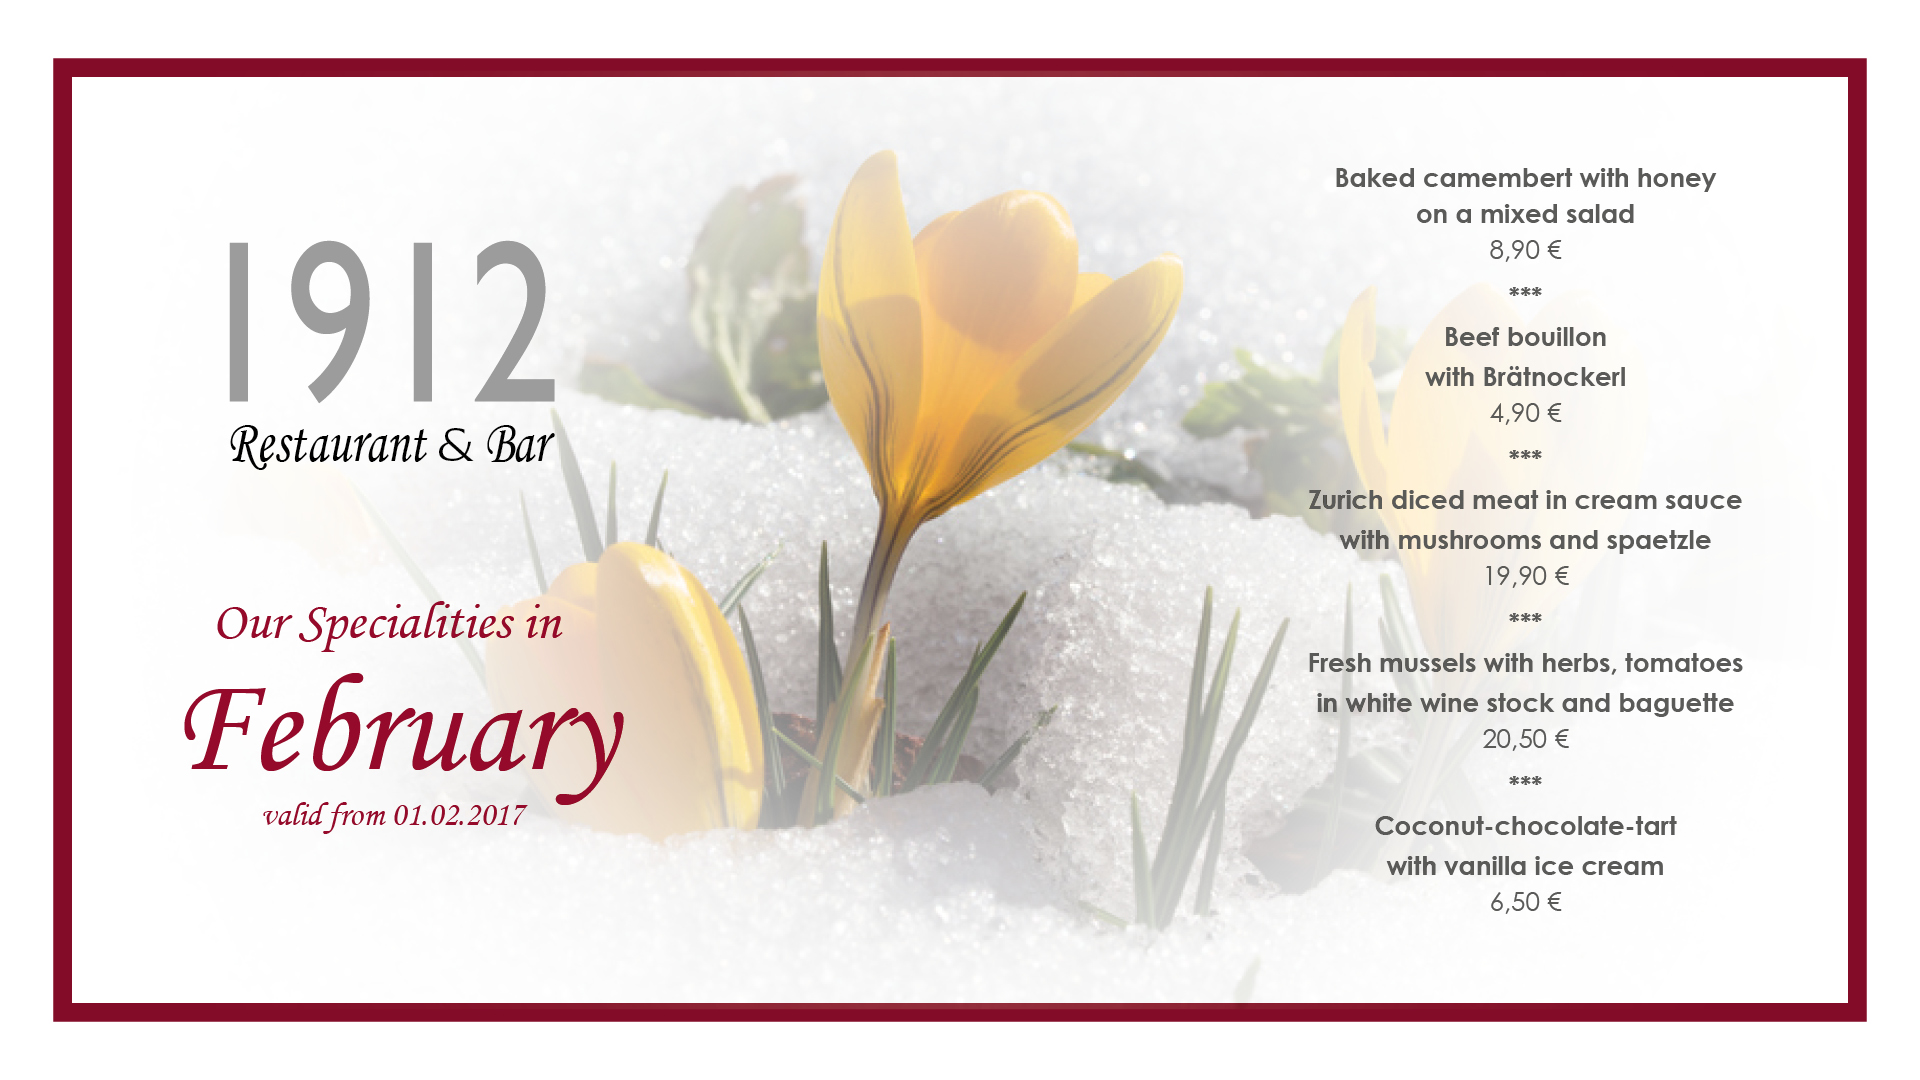 1912
Restaurant & Bar
Our Specialities in
February
valid from 01.02.2017
Baked camembert with honey
on a mixed salad
8,90 €
***
Beef bouillon
with Brätnockerl
4,90 €
***
Zurich diced meat in cream sauce
with mushrooms and spaetzle
19,90 €
***
Fresh mussels with herbs, tomatoes
in white wine stock and baguette
20,50 €
***
Coconut-chocolate-tart
with vanilla ice cream
6,50 €